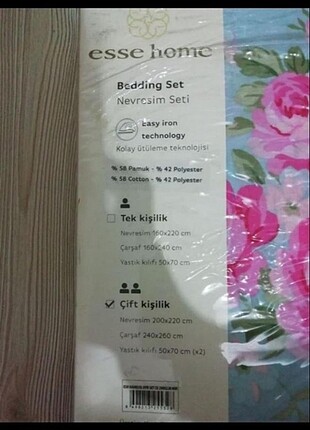 esse home
Bedding Set
Nevresim Seti
Easy iron
technology
Kolay ütüleme teknolojisi
% 58 Pamuk - % 42 Polyester
% 58 Cotton - % 42 Polyester
Tek kişilik
Nevresim 160x220 cm
Çarşaf 160x240 cm
Yastık kılıfı 50x70 cm
Çift kişilik
Nevresim 200x220 cm
Çarşaf 240x260 cm
Yastık kılıfı 50x70 cm (x2)